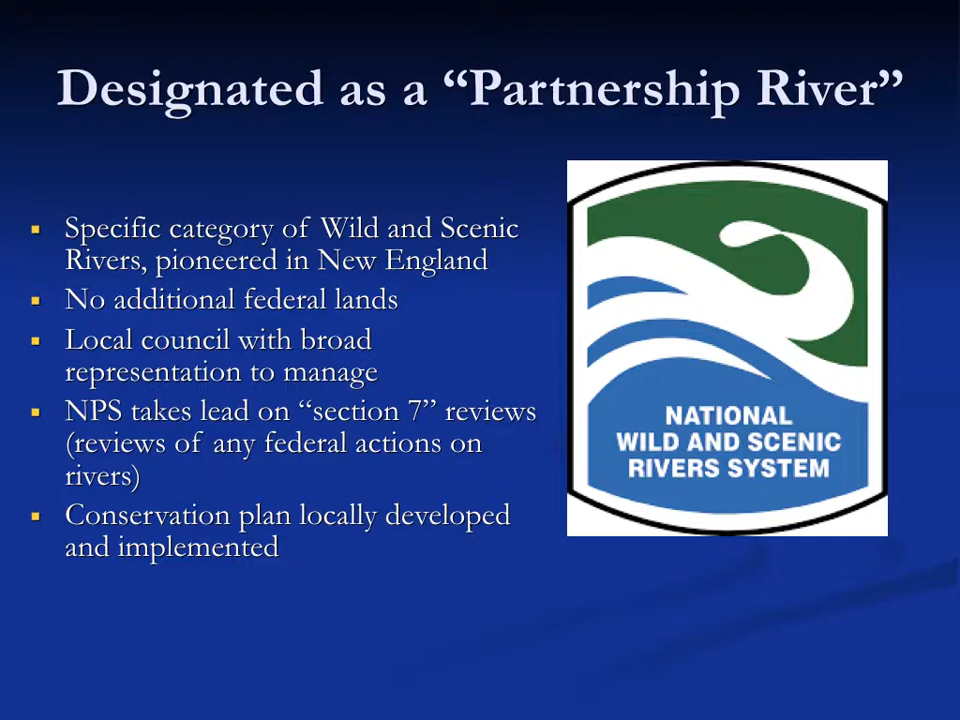 Designated as a “Partnership River”
Specific category of Wild and Scenic
Rivers, pioneered in New England
No additional federal lands
Local council with broad
representation to manage
NPS takes lead on “section 7” reviews
(reviews of any federal actions on
rivers)
Conservation plan locally developed
and implemented
NATIONAL
WILD AND SCENIC
RIVERS SYSTEM